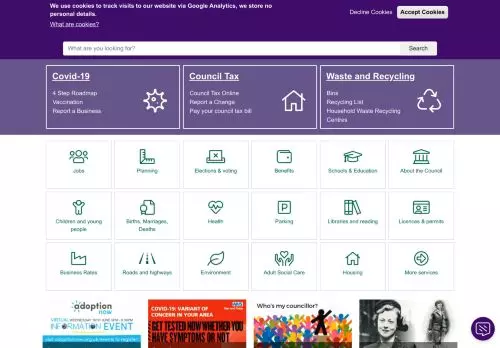 We use cookies to track visits to our website via Google Analytics, we store no
personal details.
What are cookies?
Decline Cookies
Accept Cookies
What are you looking for?
Search
Covid-19
4 Step Roadmap
Vaccination
Report a Business
Council Tax
Council Tax Online
Report a Change
Pay your council tax bill
Waste and Recycling
Bins
Recycling List
Household Waste Recycling
Centres
Jobs
Planning
Elections & voting
Benefits
Schools & Education
About the Council
Children and young
people
Births, Marriages,
Deaths
Health
Parking
Libraries and reading
Licences & permits
Business Rates
Roads and highways
Environment
Adult Social Care
Housing
More services
adoption
now
INFORMATION EVENT
COVID-19: VARIANT OF
CONCERN IN YOUR AREA
NHS
GET TESTED NOW WHETHER YOU
HAVE SYMPTOMS OR NOT
Who's my councillor?